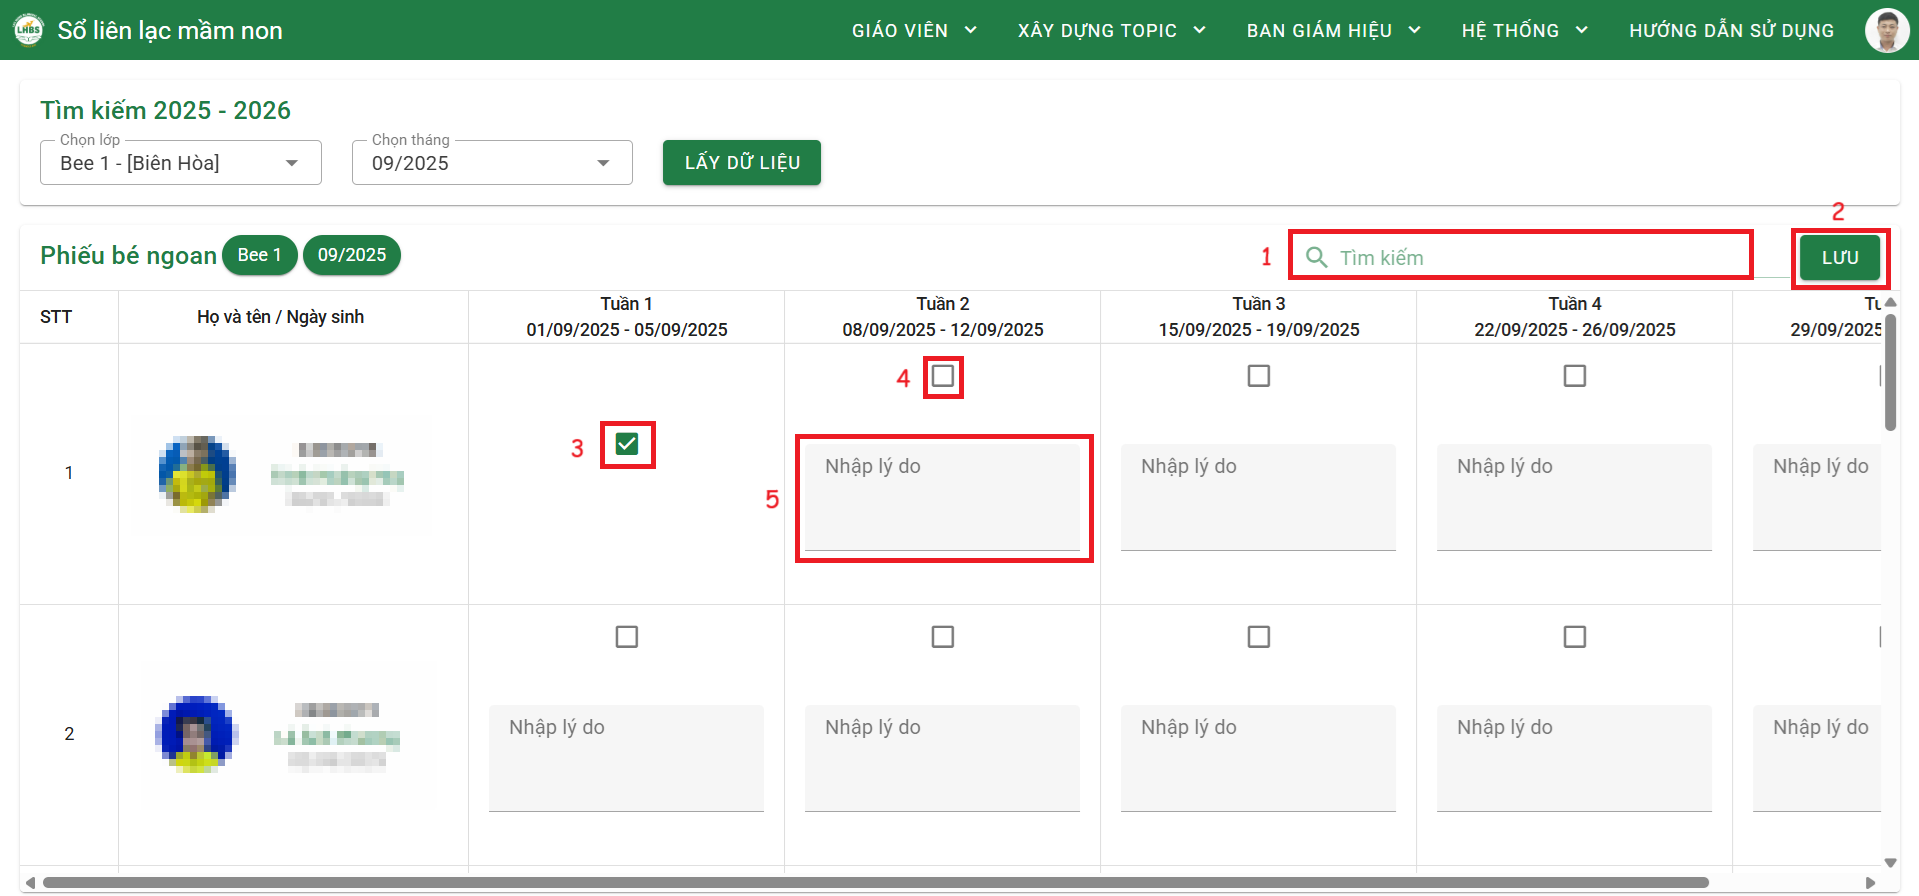 LHBS
Sổ liên lạc mầm non
GIÁO VIÊN
XÂY DỰNG TOPIC
BAN GIÁM HIỆU
HỆ THỐNG
HƯỚNG DẪN SỬ DỤNG
Tìm kiếm 2025 - 2026
Chọn lớp
Bee 1 - [Biên Hòa]
Chọn tháng
09/2025
LẤY DỮ LIỆU
Phiếu bé ngoan
Bee 1
09/2025
1
Tìm kiếm
2
LƯU
STT
Họ và tên / Ngày sinh
Tuần 1
01/09/2025 - 05/09/2025
Tuần 2
08/09/2025 - 12/09/2025
Tuần 3
15/09/2025 - 19/09/2025
Tuần 4
22/09/2025 - 26/09/2025
29/09/2025
1
3
4
5
Nhập lý do
Nhập lý do
Nhập lý do
Nhập lý do
2
Nhập lý do
Nhập lý do
Nhập lý do
Nhập lý do
Nhập lý do